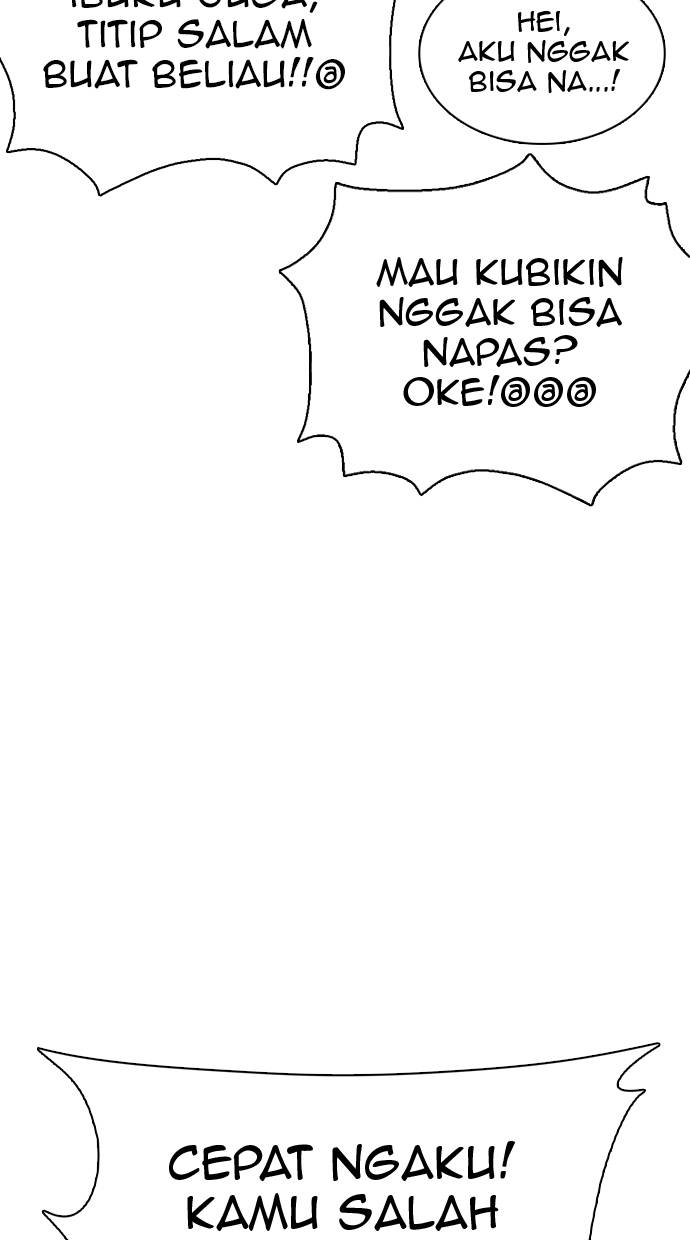 TITIP SALAM
BUAT BELIAU!!@
HEI,
AKU NGGAK
BISA NA...!
MAU KUBIKIN
NGGAK BISA
NAPAS?
OKE!@@@
CEPAT NGAKU!
KAMU SALAH